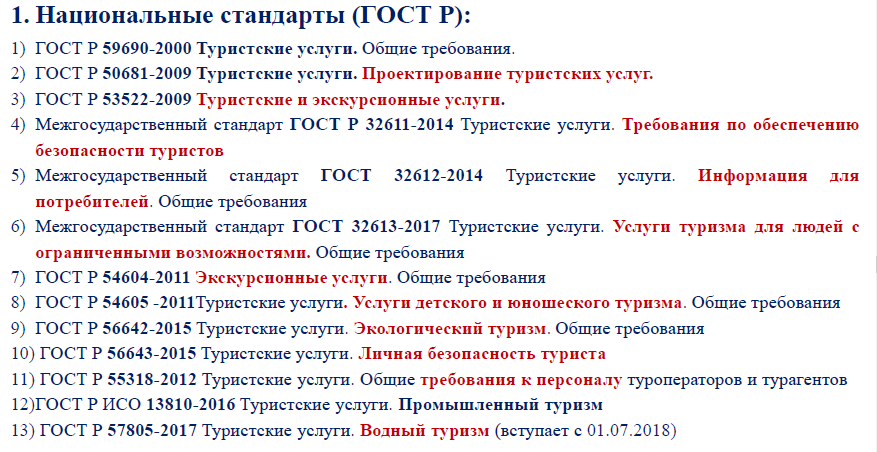 1. Национальные стандарты (ГОСТ Р):
1) ГОСТ Р 59690-2000 Туристские услуги. Общие требования.
2) ГОСТ Р 50681-2009 Туристские услуги. Проектирование туристских услуг.
3) ГОСТ Р 53522-2009 Туристские и экскурсионные услуги.
4) Межгосударственный стандарт ГОСТ Р 32611-2014 Туристские услуги. Требования по обеспечению
безопасности туристов
5) Межгосударственный стандарт ГОСТ 32612-2014 Туристские услуги. Информация для
потребителей. Общие требования
6) Межгосударственный стандарт ГОСТ 32613-2017 Туристские услуги. Услуги туризма для людей с
ограниченными возможностями. Общие требования
7) ГОСТ Р 54604-2011 Экскурсионные услуги. Общие требования
8) ГОСТ Р 54605 -2011Туристские услуги. Услуги детского и юношеского туризма. Общие требования
9) ГОСТ Р 56642-2015 Туристские услуги. Экологический туризм. Общие требования
10) ГОСТ Р 56643-2015 Туристские услуги. Личная безопасность туриста
11) ГОСТ Р 55318-2012 Туристские услуги. Общие требования к персоналу туроператоров и турагентов
12)ГОСТ Р ИСО 13810-2016 Туристские услуги. Промышленный туризм
13) ГОСТ Р 57805-2017 Туристские услуги. Водный туризм (вступает с 01.07.2018)